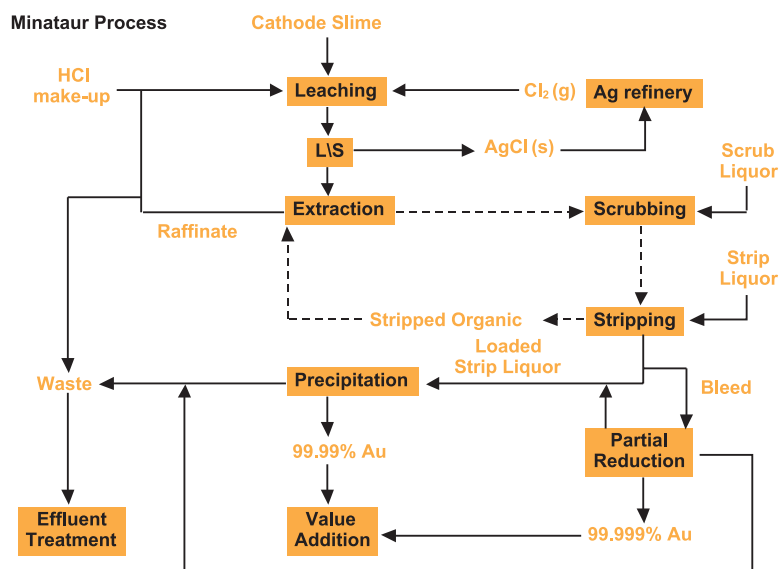 Minataur Process
Cathode Slime
HCI
make-up
Leaching
Cl₂ (g)
Ag refinery
L\S
AgCl (s)
Scrub
Liquor
Extraction
Scrubbing
Raffinate
Strip
Liquor
Stripped Organic
Stripping
Loaded
Strip Liquor
Waste
Precipitation
Bleed
99.99% Au
Partial
Reduction
Effluent
Treatment
Value
Addition
99.999% Au